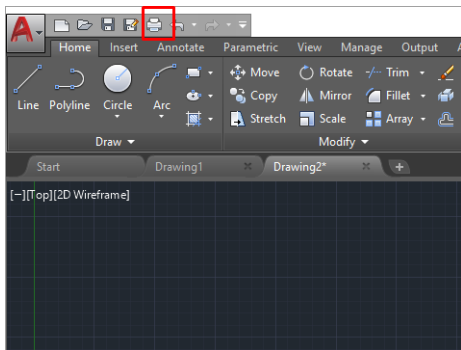 A
Home Insert Annotate Parametric View Manage Output
Move Rotate Trim
Line Polyline Circle Arc Copy Mirror Fillet
Stretch Scale Array
Draw Modify
Start Drawing1 Drawing2*
[−][Top][2D Wireframe]